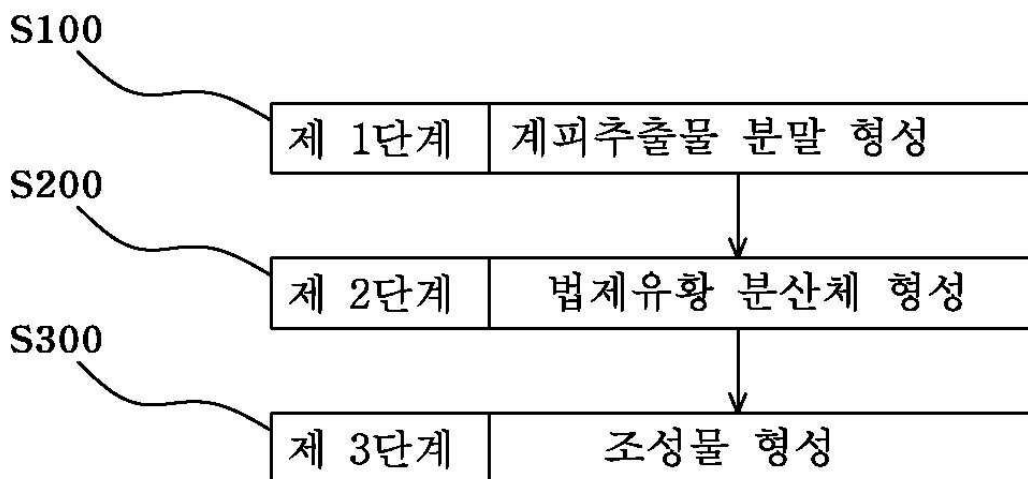 S100
제 1단계 계피추출물 분말 형성
S200
제 2단계 법제유황 분산체 형성
S300
제 3단계 조성물 형성